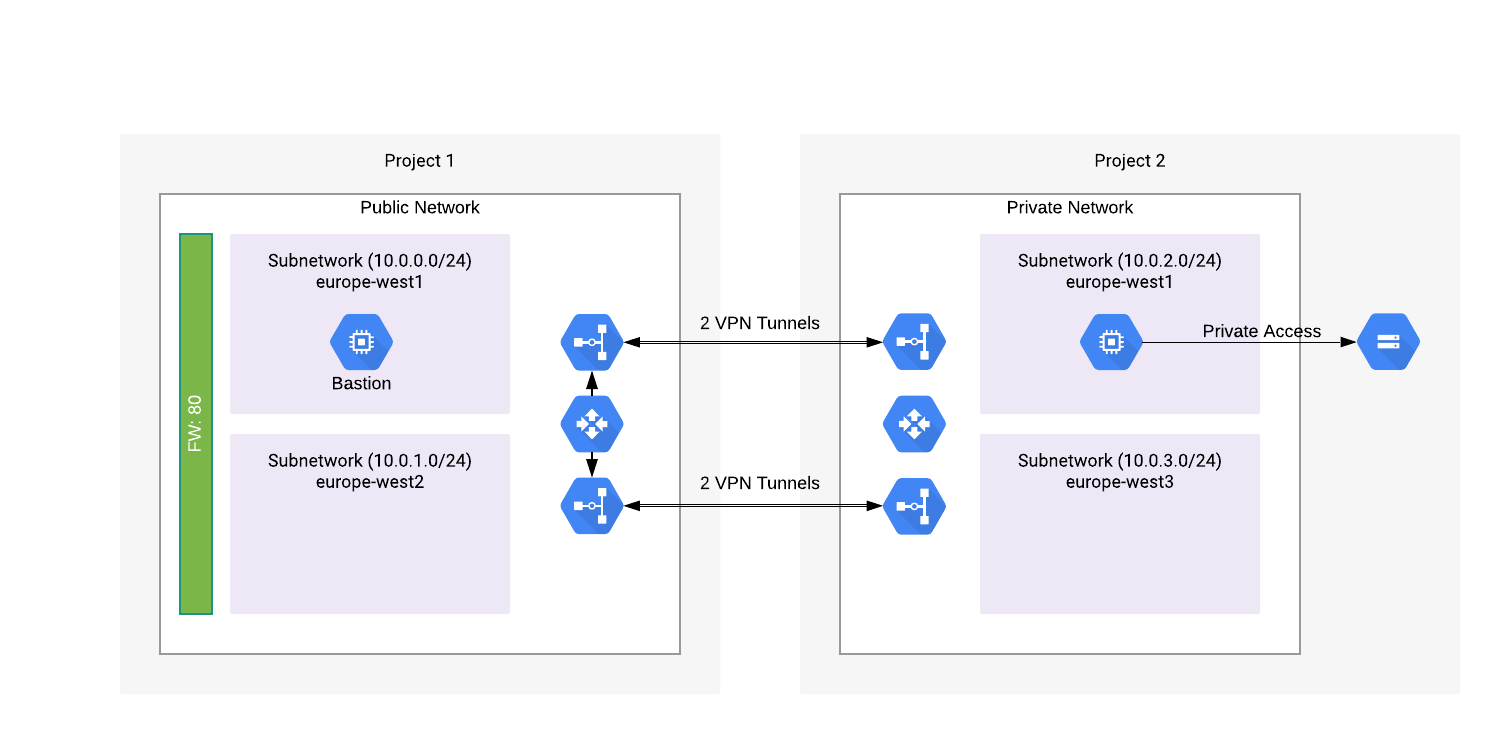 Project 1
Public Network
FW: 80
Subnetwork (10.0.0.0/24)
europe-west1
Bastion
Subnetwork (10.0.1.0/24)
europe-west2
2 VPN Tunnels
2 VPN Tunnels
Project 2
Private Network
Subnetwork (10.0.2.0/24)
europe-west1
Private Access
Subnetwork (10.0.3.0/24)
europe-west3